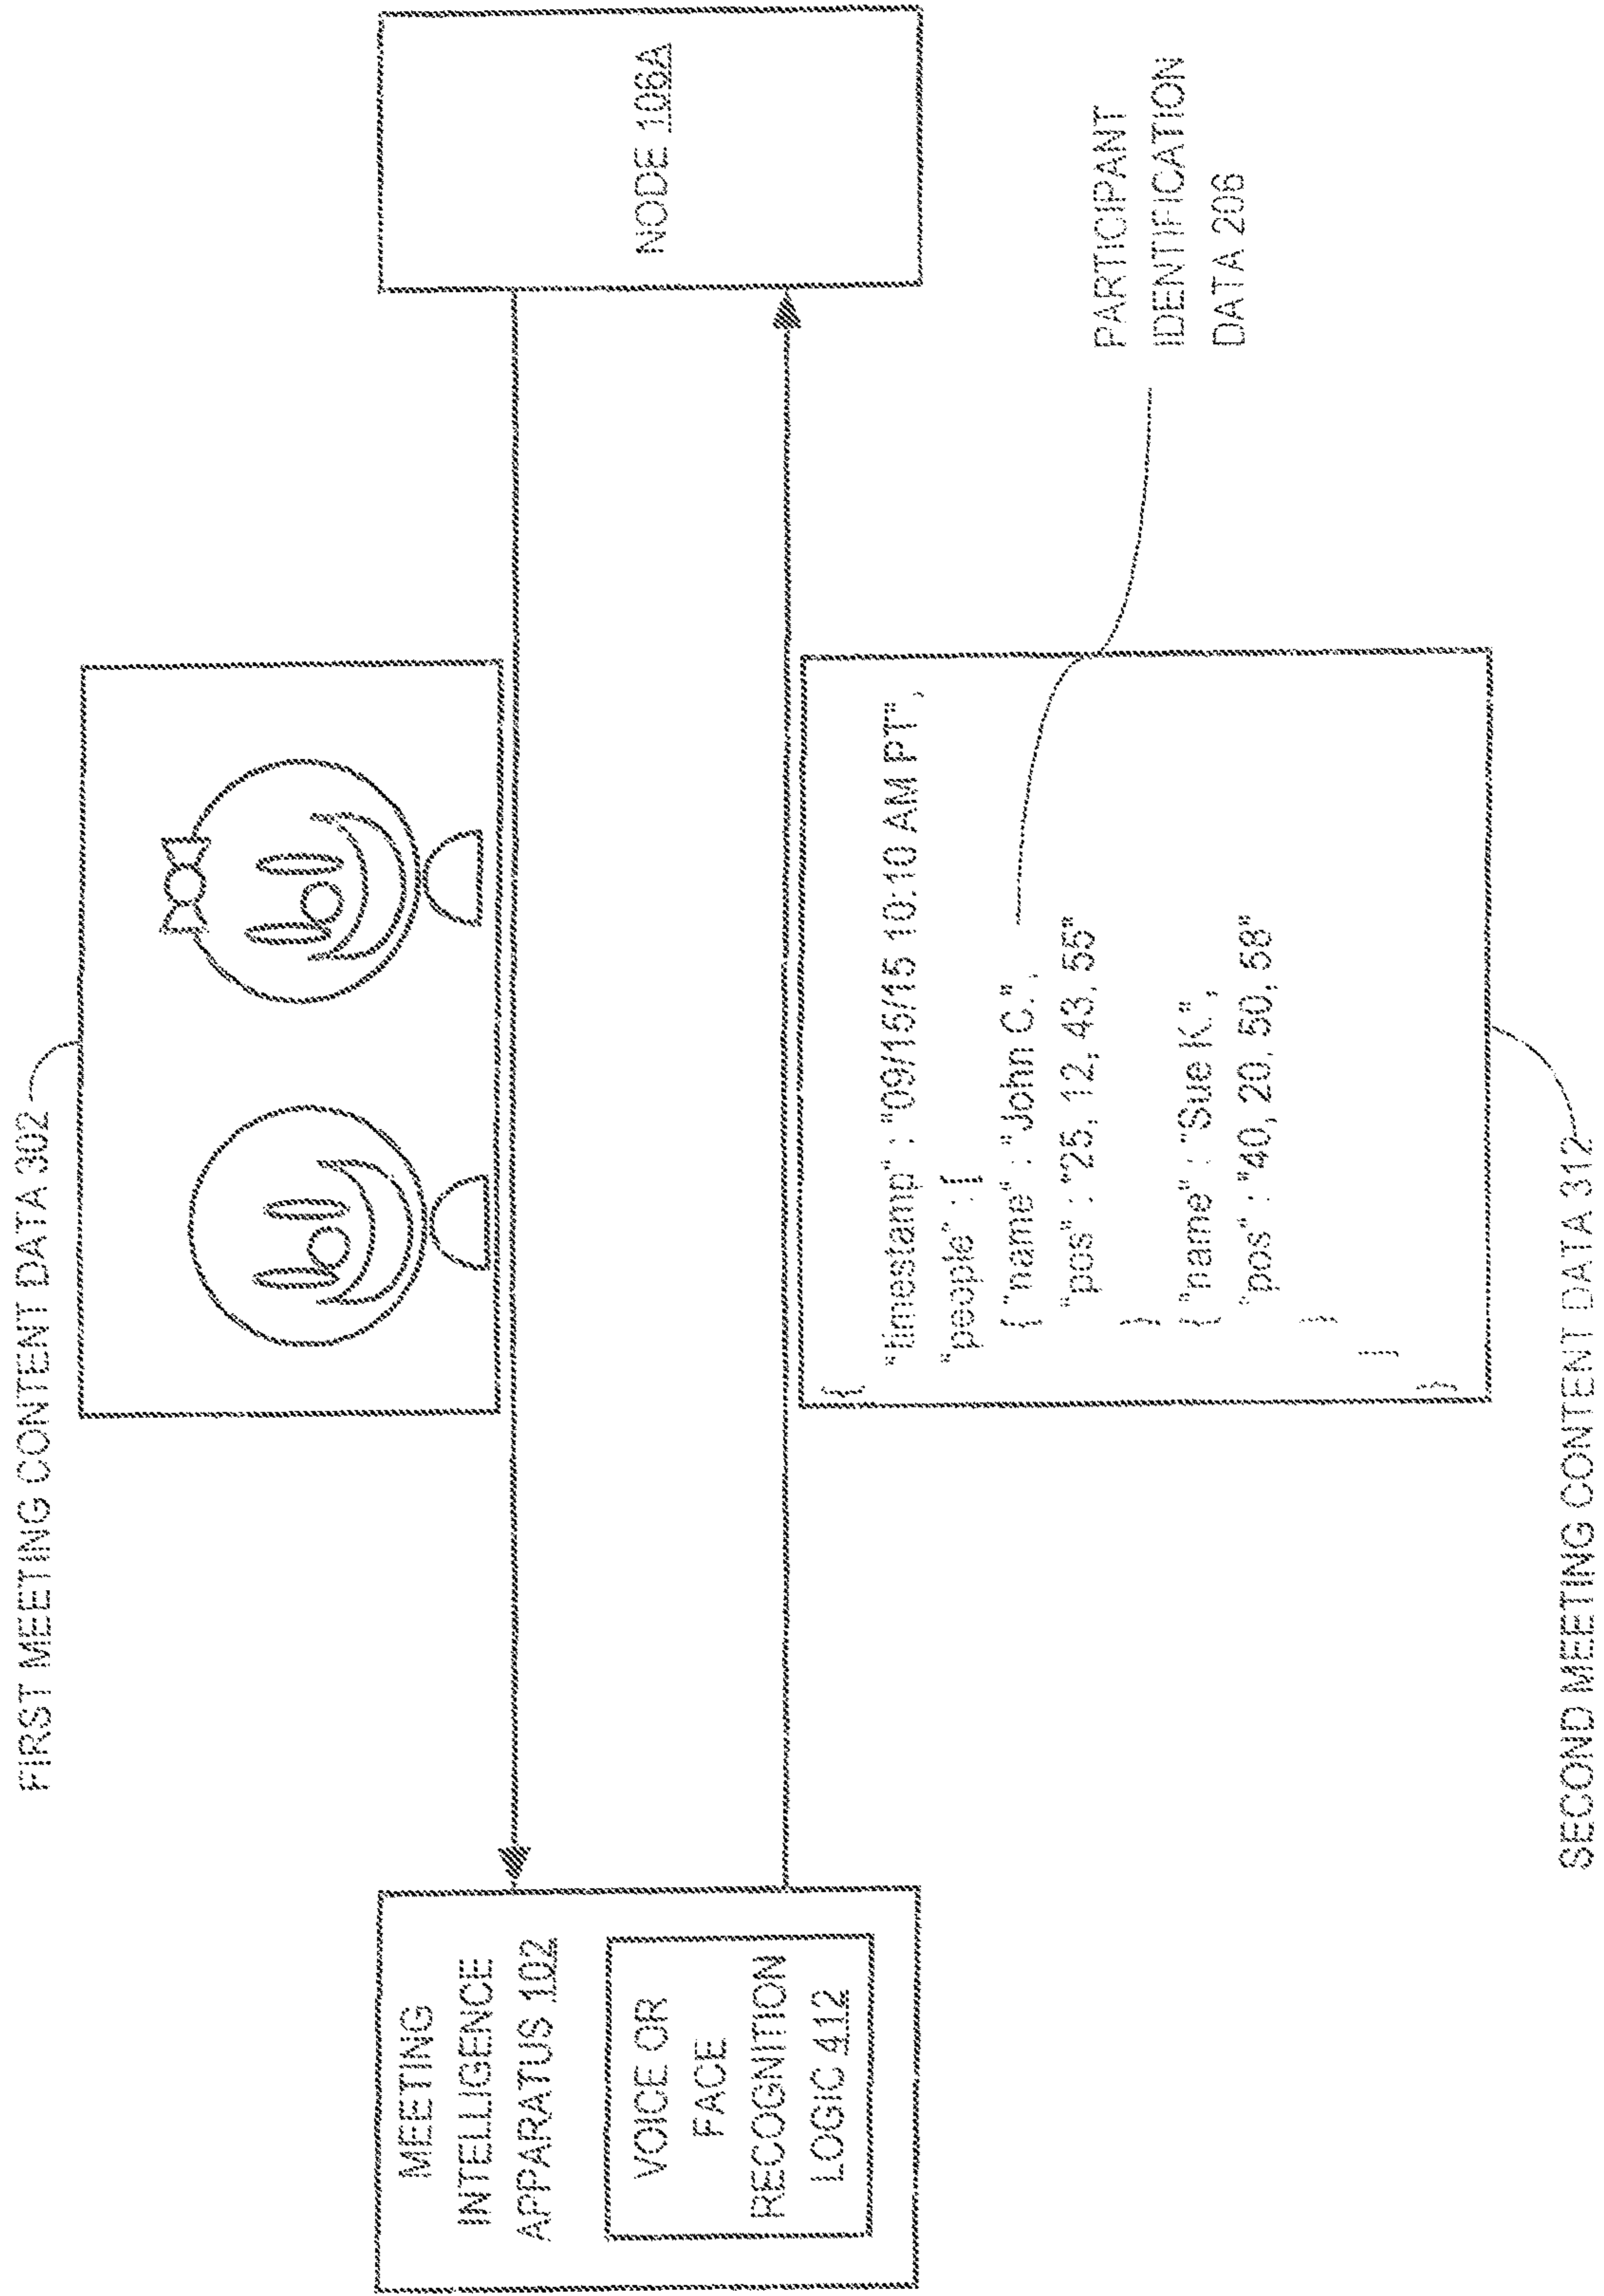 FIRST MEETING CONTENT DATA 302
MEETING
INTELLIGENCE
APPARATUS 102
VOICE OR
FACE
RECOGNITION
LOGIC 412
NODE 106A
{
"timestamp" : "09/15/15 10:10 AM PT",
"people" : [
{ "name" : "John C.",
"pos" : "25, 12, 43, 55"
}
{ "name" : "Sue K.",
"pos" : "40, 20, 50, 58"
}
]
}
PARTICIPANT
IDENTIFICATION
DATA 206
SECOND MEETING CONTENT DATA 312